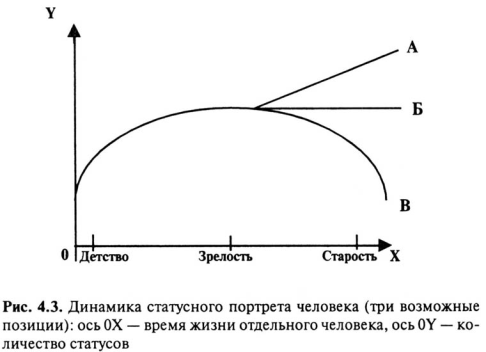 Y
А
Б
В
0 Детство Зрелость Старость X
Рис. 4.3. Динамика статусного портрета человека (три возможные
позиции): ось 0X — время жизни отдельного человека, ось 0Y — ко-
личество статусов